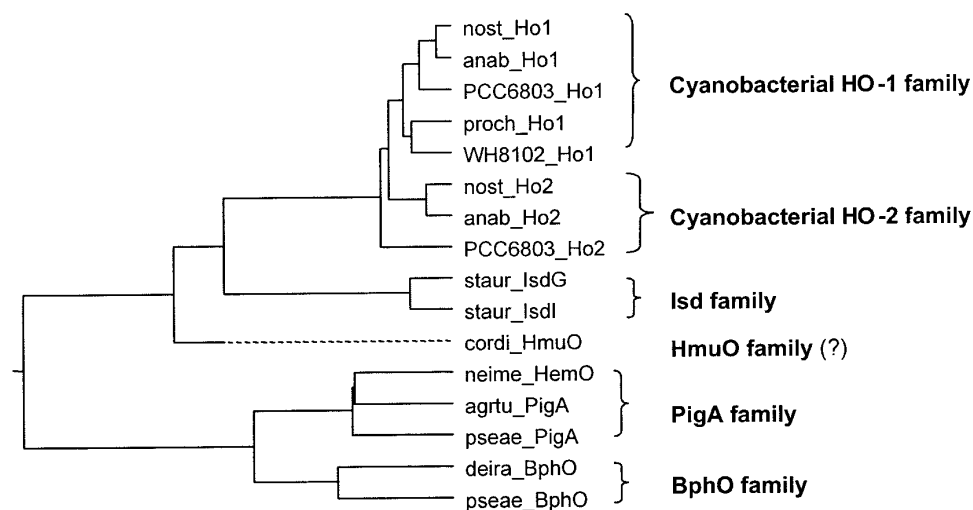 nost_Ho1
anab_Ho1
PCC6803_Ho1
proch_Ho1
WH8102_Ho1
Cyanobacterial HO-1 family
nost_Ho2
anab_Ho2
PCC6803_Ho2
Cyanobacterial HO-2 family
staur_IsdG
staur_IsdI
Isd family
cordi_HmuO
HmuO family (?)
neime_HemO
agrtu_PigA
pseae_PigA
PigA family
deira_BphO
pseae_BphO
BphO family